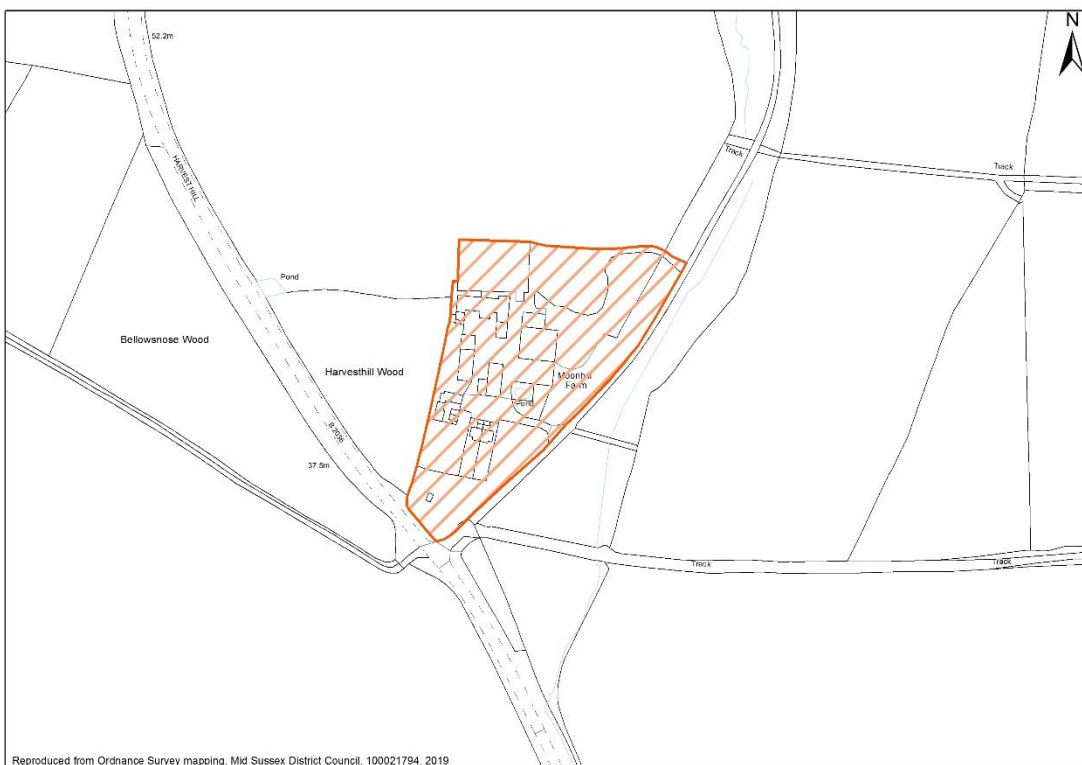 N
52.2m
HARVEST HILL
Track
Track
Pond
Bellowsnose Wood
Harvesthill Wood
Moonhill
Farm
Pond
B 2036
37.5m
Track
Track
Reproduced from Ordnance Survey mapping, Mid Sussex District Council, 100021794, 2019